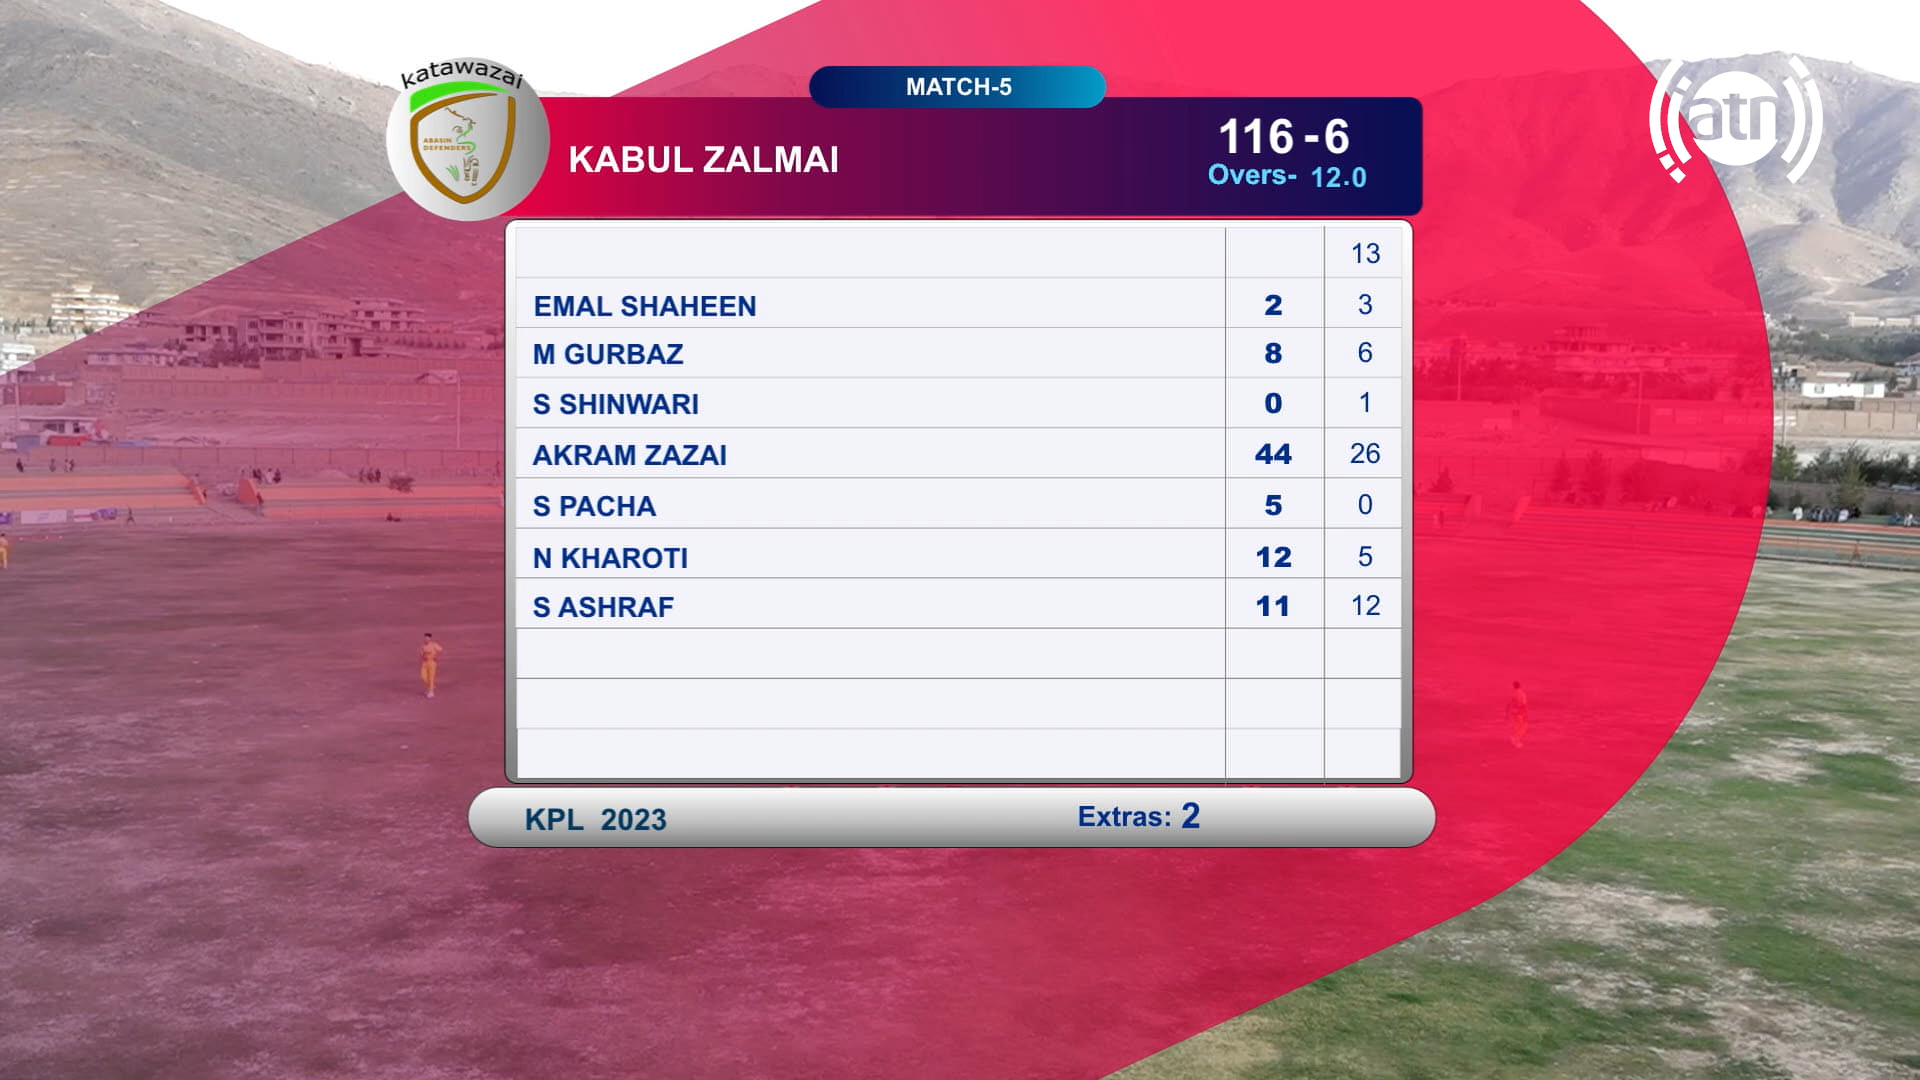 katawazai
ABASIN
DEFENDERS
MATCH-5
atn
KABUL ZALMAI
116 - 6
Overs- 12.0
13
EMAL SHAHEEN 2 3
M GURBAZ 8 6
S SHINWARI 0 1
AKRAM ZAZAI 44 26
S PACHA 5 0
N KHAROTI 12 5
S ASHRAF 11 12
KPL 2023 Extras: 2